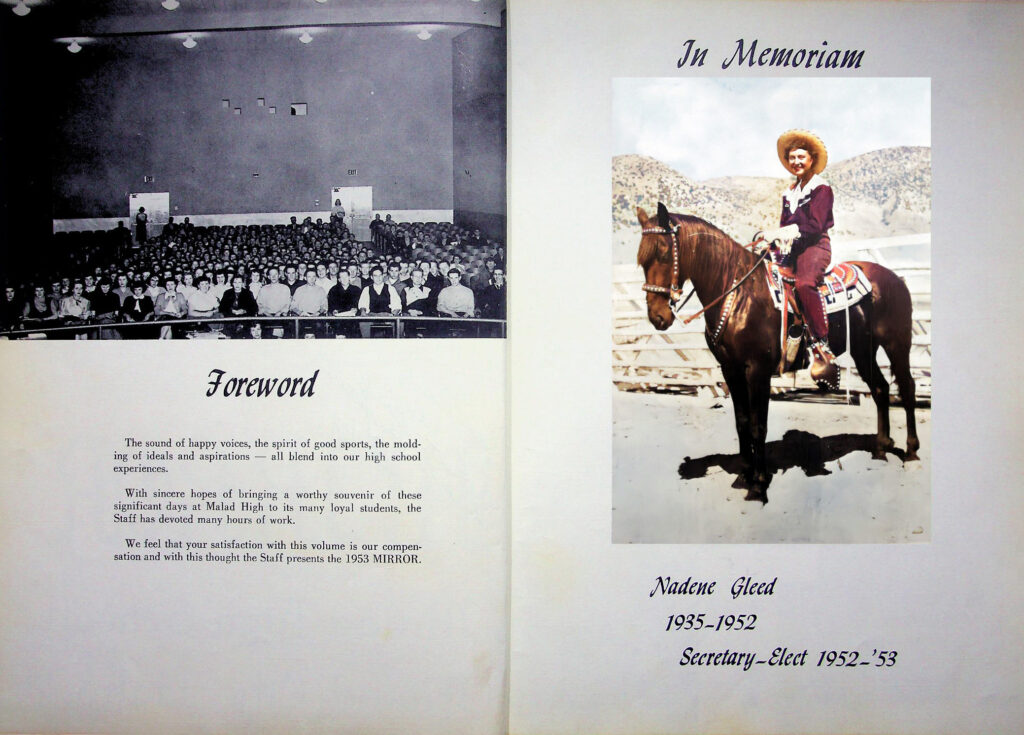 Foreword
The sound of happy voices, the spirit of good sports, the mold-
ing of ideals and aspirations — all blend into our high school
experiences.
With sincere hopes of bringing a worthy souvenir of these
significant days at Malad High to its many loyal students, the
Staff has devoted many hours of work.
We feel that your satisfaction with this volume is our compen-
sation and with this thought the Staff presents the 1953 MIRROR.
In Memoriam
Nadene Gleed
1935-1952
Secretary-Elect 1952-'53
EXIT
EXIT